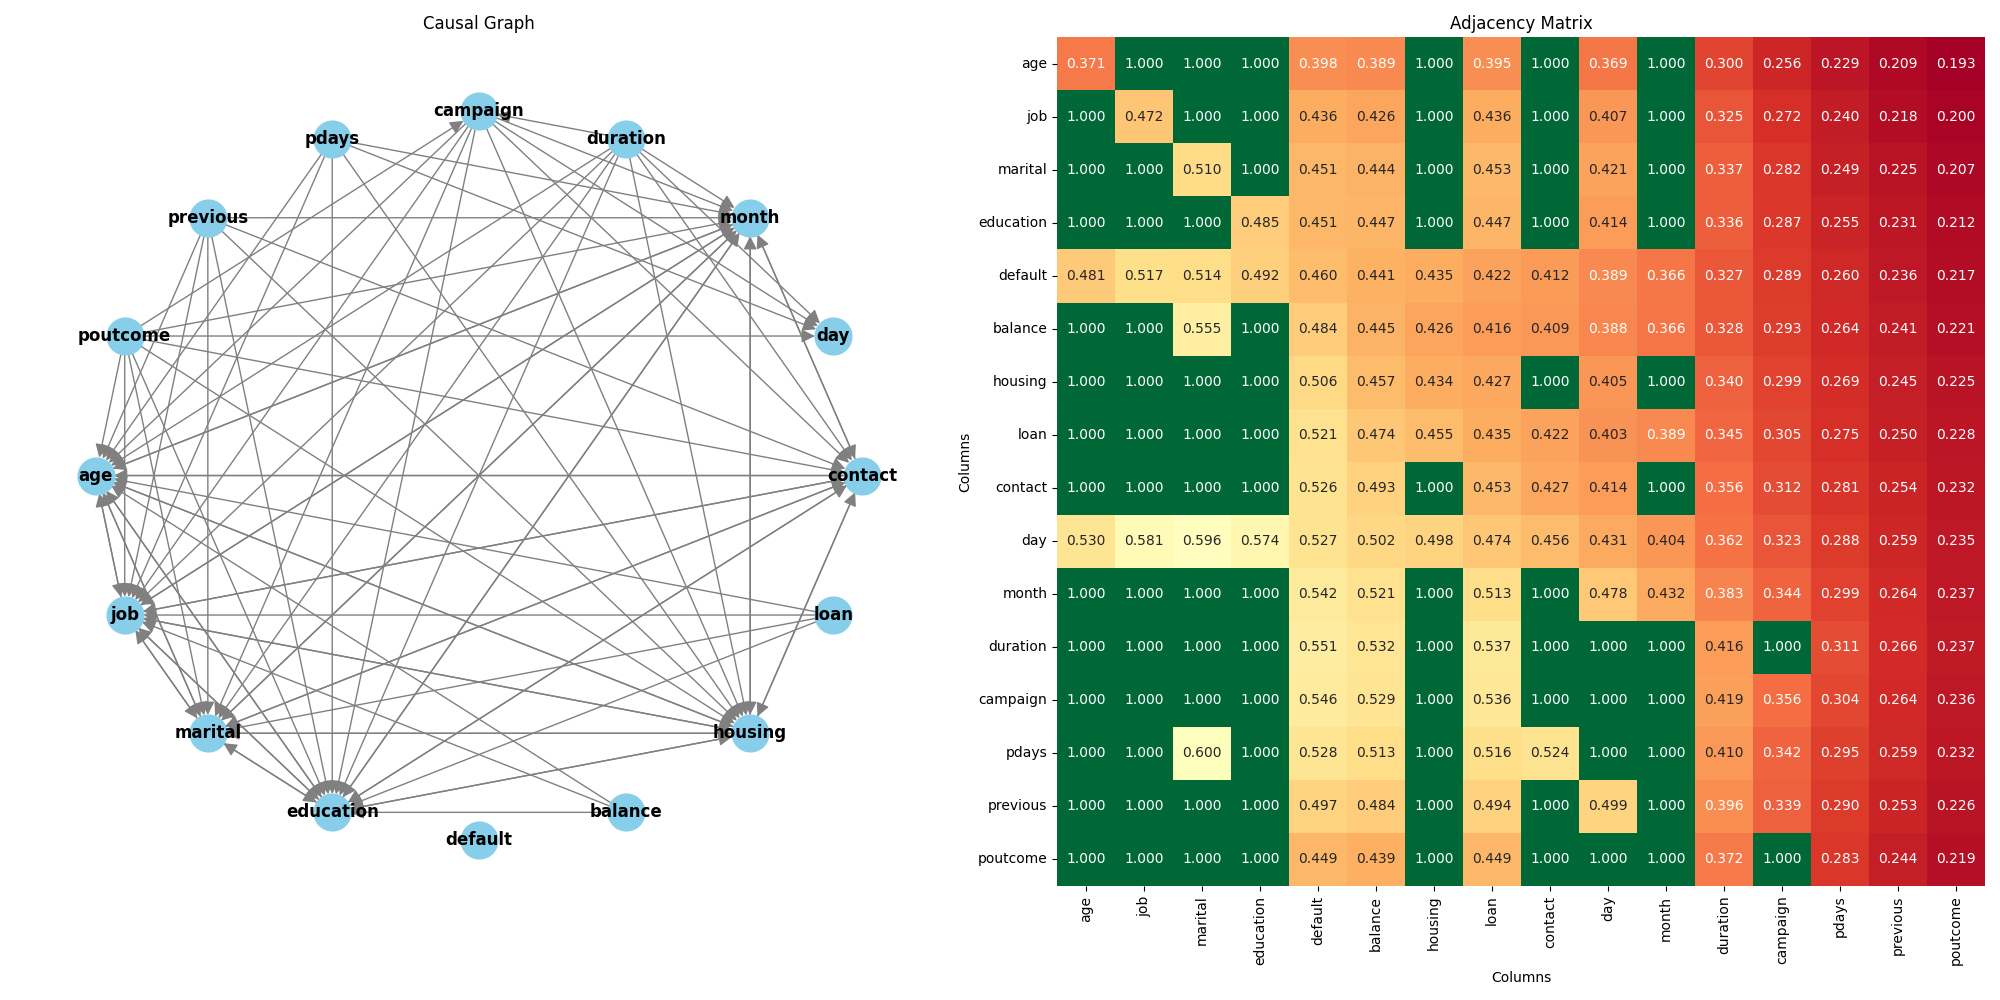 Causal Graph
campaign
pdays
duration
previous
month
poutcome
day
age
contact
job
loan
marital
housing
education
balance
default
Adjacency Matrix
age 0.371 1.000 1.000 1.000 0.398 0.389 1.000 0.395 1.000 0.369 1.000 0.300 0.256 0.229 0.209 0.193
job 1.000 0.472 1.000 1.000 0.436 0.426 1.000 0.436 1.000 0.407 1.000 0.325 0.272 0.240 0.218 0.200
marital 1.000 1.000 0.510 1.000 0.451 0.444 1.000 0.453 1.000 0.421 1.000 0.337 0.282 0.249 0.225 0.207
education 1.000 1.000 1.000 0.485 0.451 0.447 1.000 0.447 1.000 0.414 1.000 0.336 0.287 0.255 0.231 0.212
default 0.481 0.517 0.514 0.492 0.460 0.441 0.435 0.422 0.412 0.389 0.366 0.327 0.289 0.260 0.236 0.217
balance 1.000 1.000 0.555 1.000 0.484 0.445 0.426 0.416 0.409 0.388 0.366 0.328 0.293 0.264 0.241 0.221
housing 1.000 1.000 1.000 1.000 0.506 0.457 0.434 0.427 1.000 0.405 1.000 0.340 0.299 0.269 0.245 0.225
loan 1.000 1.000 1.000 1.000 0.521 0.474 0.455 0.435 0.422 0.403 0.389 0.345 0.305 0.275 0.250 0.228
contact 1.000 1.000 1.000 1.000 0.526 0.493 1.000 0.453 0.427 0.414 1.000 0.356 0.312 0.281 0.254 0.232
day 0.530 0.581 0.596 0.574 0.527 0.502 0.498 0.474 0.456 0.431 0.404 0.362 0.323 0.288 0.259 0.235
month 1.000 1.000 1.000 1.000 0.542 0.521 1.000 0.513 1.000 0.478 0.432 0.383 0.344 0.299 0.264 0.237
duration 1.000 1.000 1.000 1.000 0.551 0.532 1.000 0.537 1.000 1.000 1.000 0.416 1.000 0.311 0.266 0.237
campaign 1.000 1.000 1.000 1.000 0.546 0.529 1.000 0.536 1.000 1.000 1.000 0.419 0.356 0.304 0.264 0.236
pdays 1.000 1.000 0.600 1.000 0.528 0.513 1.000 0.516 0.524 1.000 1.000 0.410 0.342 0.295 0.259 0.232
previous 1.000 1.000 1.000 1.000 0.497 0.484 1.000 0.494 1.000 0.499 1.000 0.396 0.339 0.290 0.253 0.226
poutcome 1.000 1.000 1.000 1.000 0.449 0.439 1.000 0.449 1.000 1.000 1.000 0.372 1.000 0.283 0.244 0.219
Columns
age job marital education default balance housing loan contact day month duration campaign pdays previous poutcome
Columns